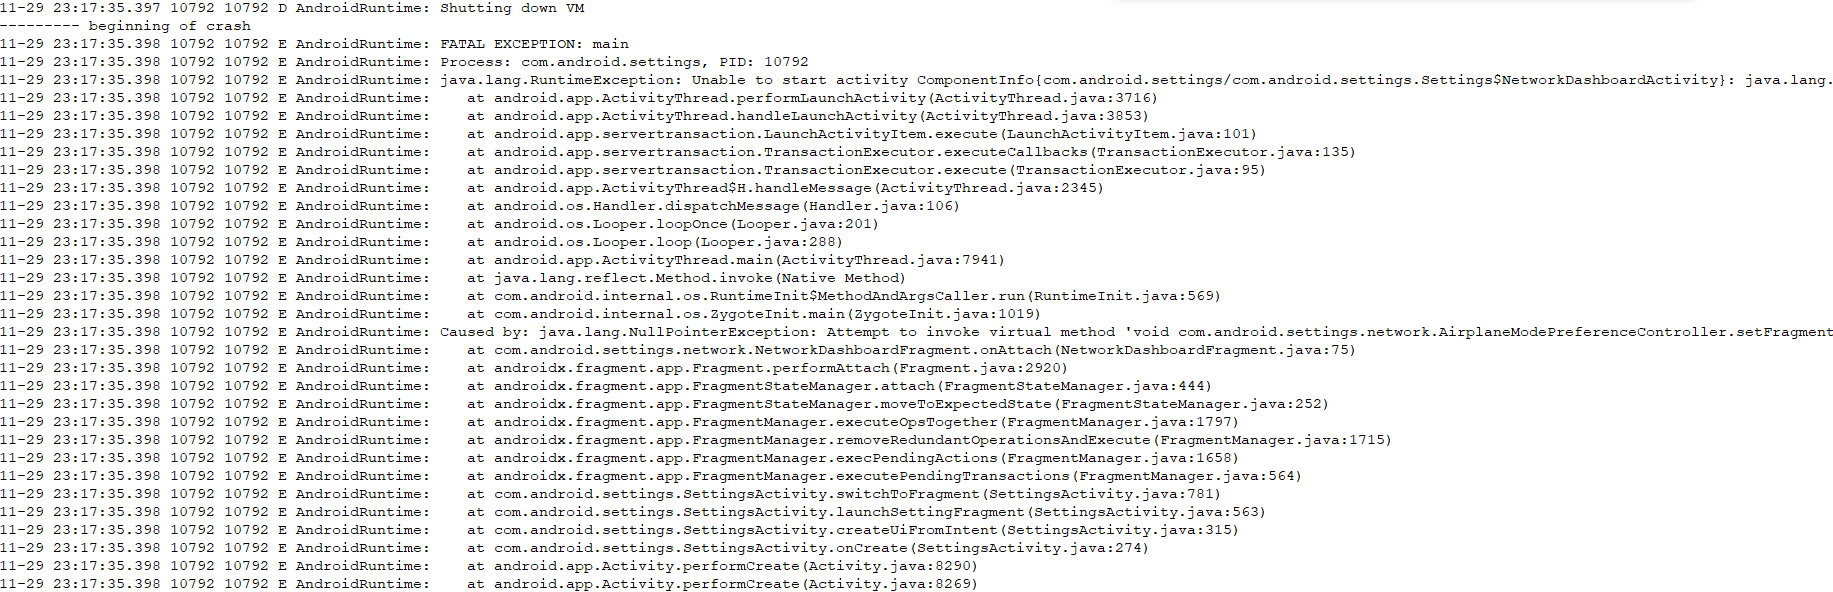 11-29 23:17:35.397 10792 10792 D AndroidRuntime: Shutting down VM
--------- beginning of crash
11-29 23:17:35.398 10792 10792 E AndroidRuntime: FATAL EXCEPTION: main
11-29 23:17:35.398 10792 10792 E AndroidRuntime: Process: com.android.settings, PID: 10792
11-29 23:17:35.398 10792 10792 E AndroidRuntime: java.lang.RuntimeException: Unable to start activity ComponentInfo{com.android.settings/com.android.settings.Settings$NetworkDashboardActivity}: java.lang.
11-29 23:17:35.398 10792 10792 E AndroidRuntime:    at android.app.ActivityThread.performLaunchActivity(ActivityThread.java:3716)
11-29 23:17:35.398 10792 10792 E AndroidRuntime:    at android.app.ActivityThread.handleLaunchActivity(ActivityThread.java:3853)
11-29 23:17:35.398 10792 10792 E AndroidRuntime:    at android.app.servertransaction.LaunchActivityItem.execute(LaunchActivityItem.java:101)
11-29 23:17:35.398 10792 10792 E AndroidRuntime:    at android.app.servertransaction.TransactionExecutor.executeCallbacks(TransactionExecutor.java:135)
11-29 23:17:35.398 10792 10792 E AndroidRuntime:    at android.app.servertransaction.TransactionExecutor.execute(TransactionExecutor.java:95)
11-29 23:17:35.398 10792 10792 E AndroidRuntime:    at android.app.ActivityThread$H.handleMessage(ActivityThread.java:2345)
11-29 23:17:35.398 10792 10792 E AndroidRuntime:    at android.os.Handler.dispatchMessage(Handler.java:106)
11-29 23:17:35.398 10792 10792 E AndroidRuntime:    at android.os.Looper.loopOnce(Looper.java:201)
11-29 23:17:35.398 10792 10792 E AndroidRuntime:    at android.os.Looper.loop(Looper.java:288)
11-29 23:17:35.398 10792 10792 E AndroidRuntime:    at android.app.ActivityThread.main(ActivityThread.java:7941)
11-29 23:17:35.398 10792 10792 E AndroidRuntime:    at java.lang.reflect.Method.invoke(Native Method)
11-29 23:17:35.398 10792 10792 E AndroidRuntime:    at com.android.internal.os.RuntimeInit$MethodAndArgsCaller.run(RuntimeInit.java:569)
11-29 23:17:35.398 10792 10792 E AndroidRuntime:    at com.android.internal.os.ZygoteInit.main(ZygoteInit.java:1019)
11-29 23:17:35.398 10792 10792 E AndroidRuntime: Caused by: java.lang.NullPointerException: Attempt to invoke virtual method 'void com.android.settings.network.AirplaneModePreferenceController.setFragment
11-29 23:17:35.398 10792 10792 E AndroidRuntime:    at com.android.settings.network.NetworkDashboardFragment.onAttach(NetworkDashboardFragment.java:75)
11-29 23:17:35.398 10792 10792 E AndroidRuntime:    at androidx.fragment.app.Fragment.performAttach(Fragment.java:2920)
11-29 23:17:35.398 10792 10792 E AndroidRuntime:    at androidx.fragment.app.FragmentStateManager.attach(FragmentStateManager.java:444)
11-29 23:17:35.398 10792 10792 E AndroidRuntime:    at androidx.fragment.app.FragmentStateManager.moveToExpectedState(FragmentStateManager.java:252)
11-29 23:17:35.398 10792 10792 E AndroidRuntime:    at androidx.fragment.app.FragmentManager.executeOpsTogether(FragmentManager.java:1797)
11-29 23:17:35.398 10792 10792 E AndroidRuntime:    at androidx.fragment.app.FragmentManager.removeRedundantOperationsAndExecute(FragmentManager.java:1715)
11-29 23:17:35.398 10792 10792 E AndroidRuntime:    at androidx.fragment.app.FragmentManager.execPendingActions(FragmentManager.java:1658)
11-29 23:17:35.398 10792 10792 E AndroidRuntime:    at androidx.fragment.app.FragmentManager.executePendingTransactions(FragmentManager.java:564)
11-29 23:17:35.398 10792 10792 E AndroidRuntime:    at com.android.settings.SettingsActivity.switchToFragment(SettingsActivity.java:781)
11-29 23:17:35.398 10792 10792 E AndroidRuntime:    at com.android.settings.SettingsActivity.launchSettingFragment(SettingsActivity.java:563)
11-29 23:17:35.398 10792 10792 E AndroidRuntime:    at com.android.settings.SettingsActivity.createUiFromIntent(SettingsActivity.java:315)
11-29 23:17:35.398 10792 10792 E AndroidRuntime:    at com.android.settings.SettingsActivity.onCreate(SettingsActivity.java:274)
11-29 23:17:35.398 10792 10792 E AndroidRuntime:    at android.app.Activity.performCreate(Activity.java:8290)
11-29 23:17:35.398 10792 10792 E AndroidRuntime:    at android.app.Activity.performCreate(Activity.java:8269)